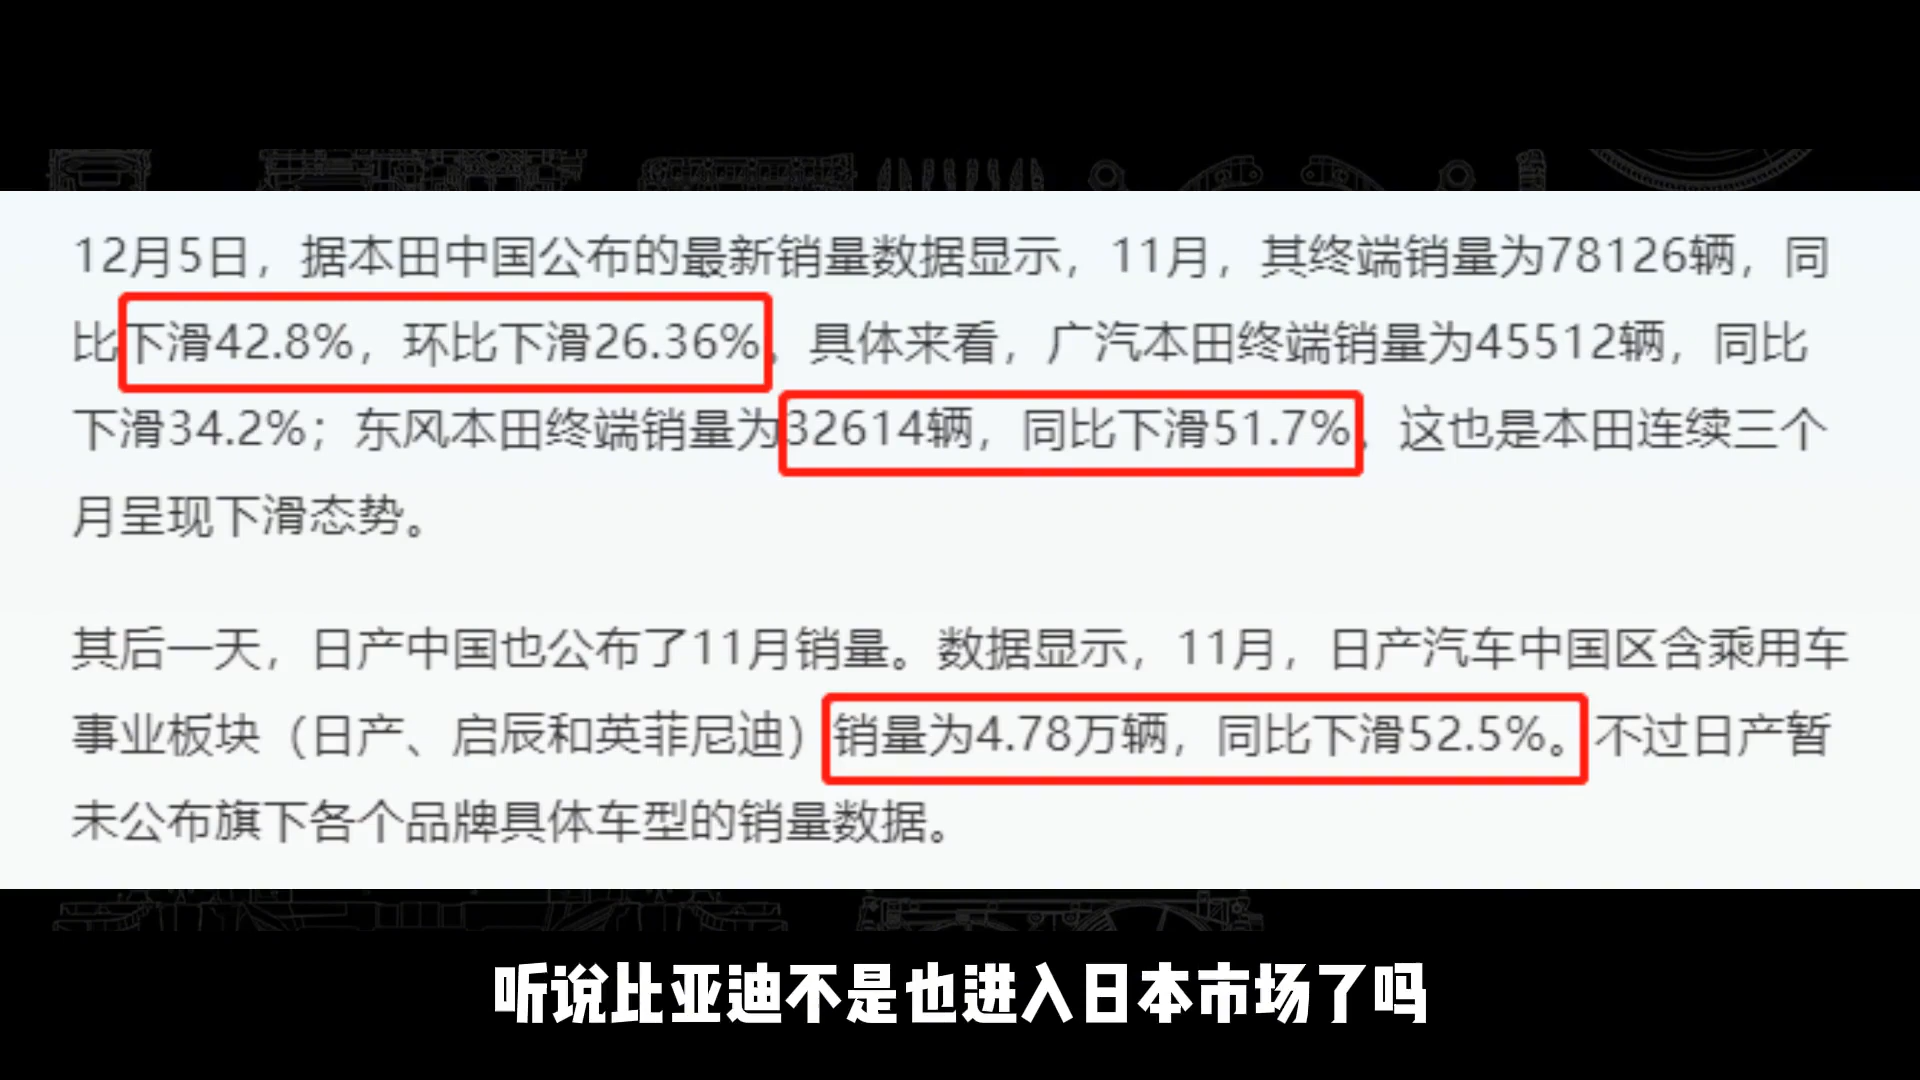 12月5日，据本田中国公布的最新销量数据显示，11月，其终端销量为78126辆，同
比下滑42.8%，环比下滑26.36%。具体来看，广汽本田终端销量为45512辆，同比
下滑34.2%；东风本田终端销量为32614辆，同比下滑51.7%。这也是本田连续三个
月呈现下滑态势。
其后一天，日产中国也公布了11月销量。数据显示，11月，日产汽车中国区含乘用车
事业板块（日产、启辰和英菲尼迪）销量为4.78万辆，同比下滑52.5%。不过日产暂
未公布旗下各个品牌具体车型的销量数据。
听说比亚迪不是也进入日本市场了吗